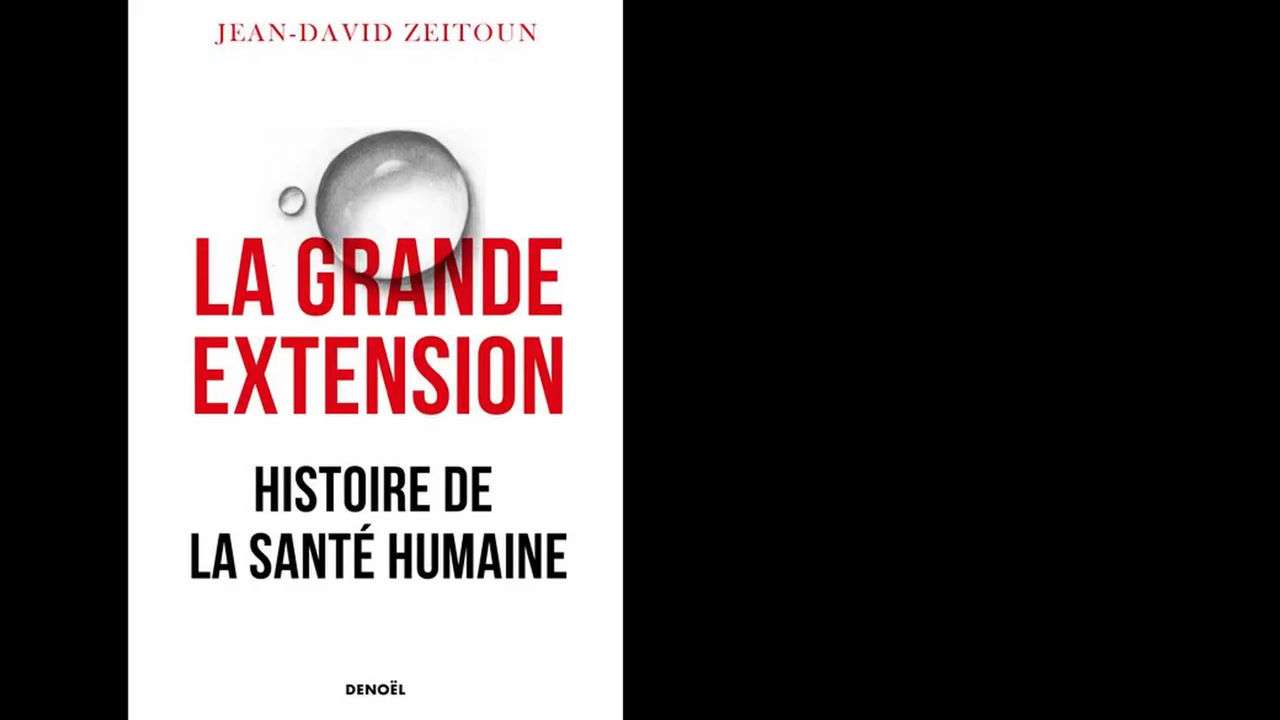 JEAN-DAVID ZEITOUN
LA GRANDE
EXTENSION
HISTOIRE DE
LA SANTÉ HUMAINE
DENOËL